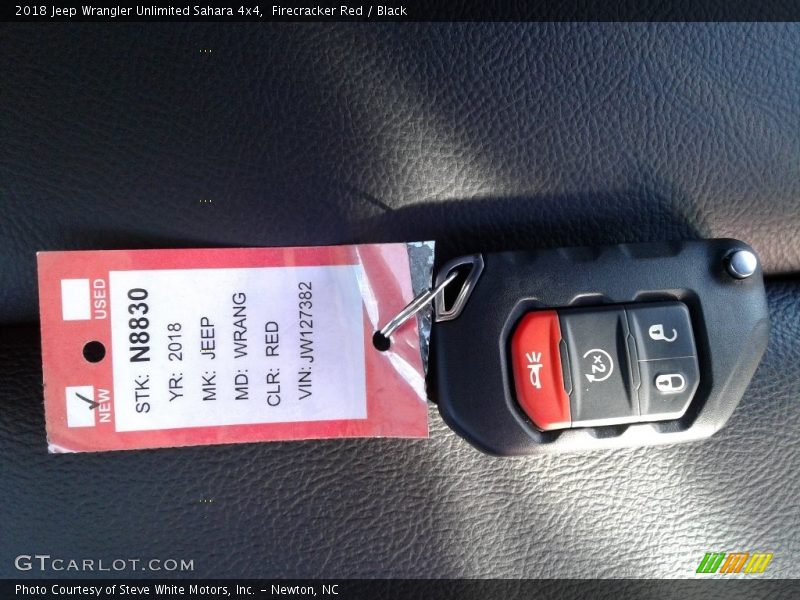 2018 Jeep Wrangler Unlimited Sahara 4x4,  Firecracker Red / Black
USED
NEW
STK: N8830
YR: 2018
MK: JEEP
MD: WRANG
CLR: RED
VIN: JW127382
x2
GTCARLOT.COM
Photo Courtesy of Steve White Motors, Inc. – Newton, NC